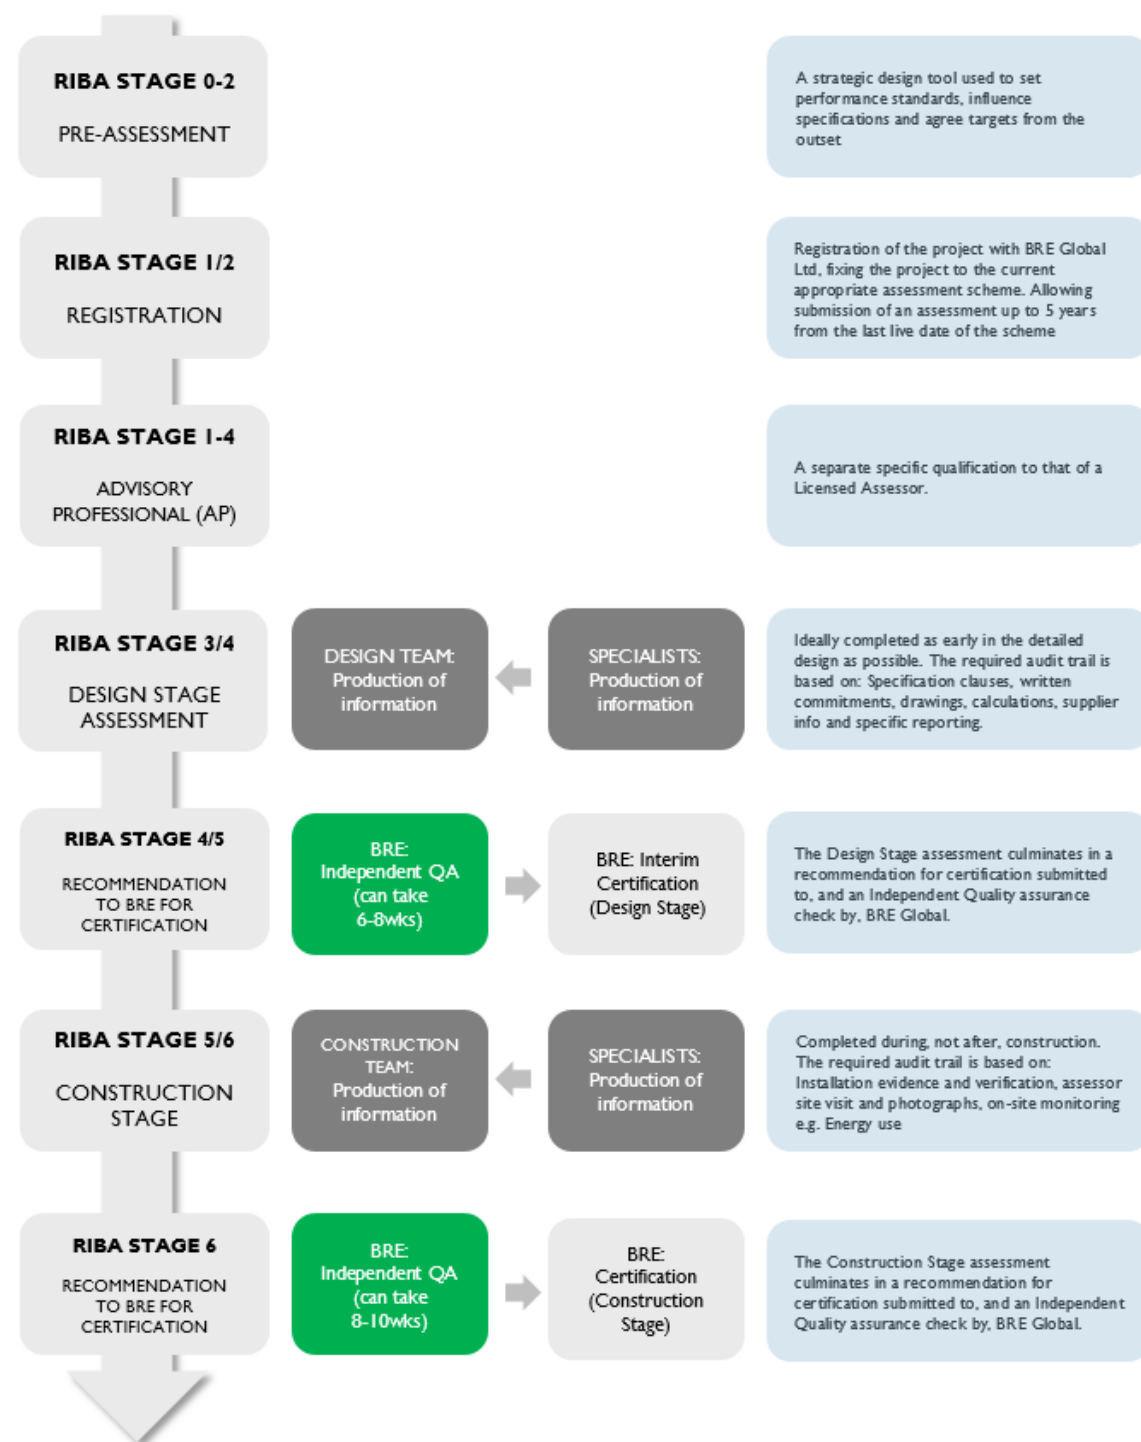 RIBA STAGE 0-2
PRE-ASSESSMENT
A strategic design tool used to set
performance standards, influence
specifications and agree targets from the
outset
RIBA STAGE 1/2
REGISTRATION
Registration of the project with BRE Global
Ltd, fixing the project to the current
appropriate assessment scheme. Allowing
submission of an assessment up to 5 years
from the last live date of the scheme
RIBA STAGE 1-4
ADVISORY
PROFESSIONAL (AP)
A separate specific qualification to that of a
Licensed Assessor.
RIBA STAGE 3/4
DESIGN STAGE
ASSESSMENT
DESIGN TEAM:
Production of
information
SPECIALISTS:
Production of
information
Ideally completed as early in the detailed
design as possible. The required audit trail is
based on: Specification clauses, written
commitments, drawings, calculations, supplier
info and specific reporting.
RIBA STAGE 4/5
RECOMMENDATION
TO BRE FOR
CERTIFICATION
BRE:
Independent QA
(can take
6-8wks)
BRE: Interim
Certification
(Design Stage)
The Design Stage assessment culminates in a
recommendation for certification submitted
to, and an Independent Quality assurance
check by, BRE Global.
RIBA STAGE 5/6
CONSTRUCTION
STAGE
CONSTRUCTION
TEAM:
Production of
information
SPECIALISTS:
Production of
information
Completed during, not after, construction.
The required audit trail is based on:
Installation evidence and verification, assessor
site visit and photographs, on-site monitoring
e.g. Energy use
RIBA STAGE 6
RECOMMENDATION
TO BRE FOR
CERTIFICATION
BRE:
Independent QA
(can take
8-10wks)
BRE:
Certification
(Construction
Stage)
The Construction Stage assessment
culminates in a recommendation for
certification submitted to, and an Independent
Quality assurance check by, BRE Global.